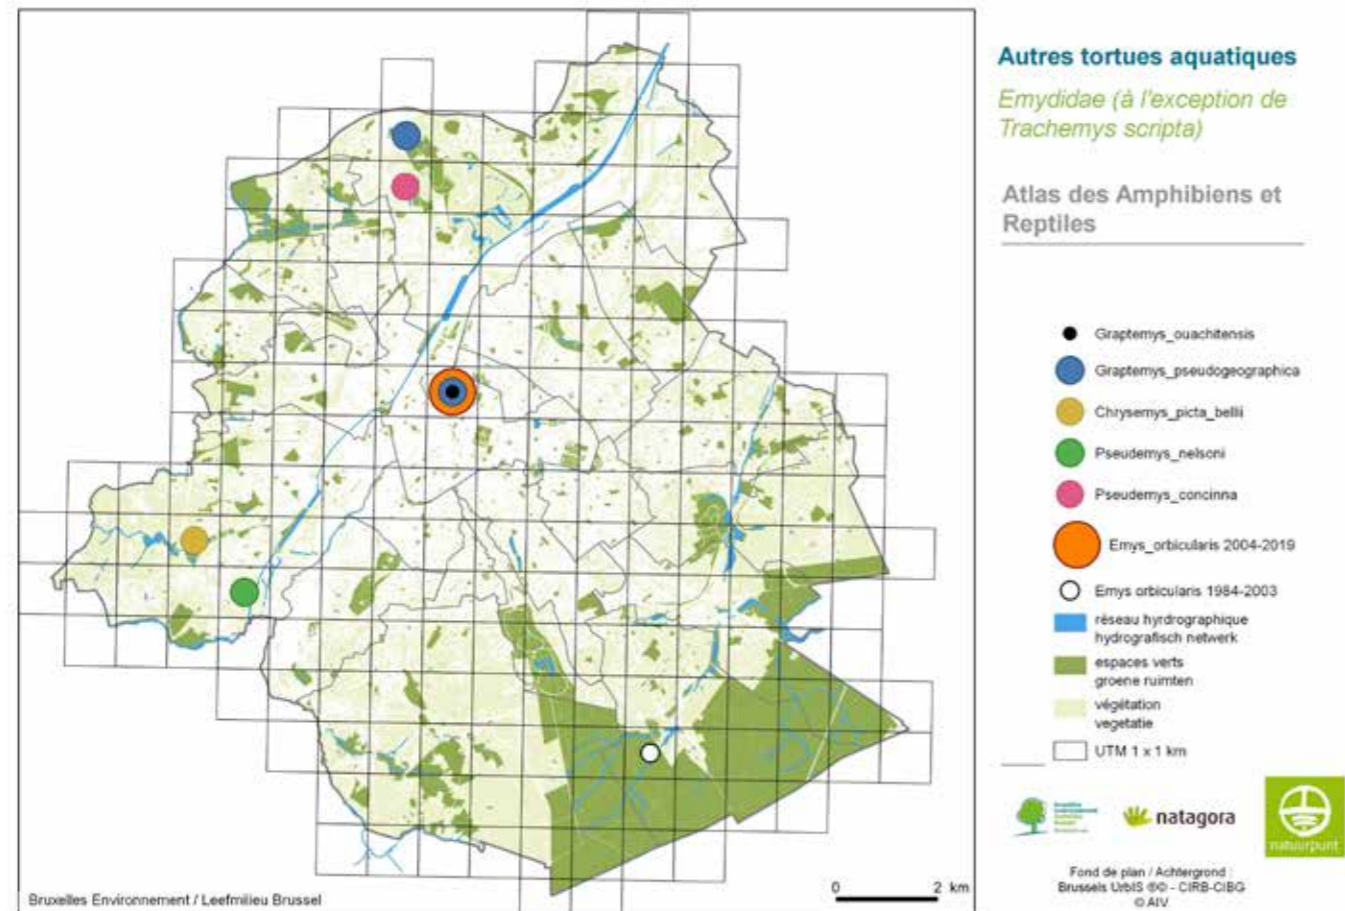 Autres tortues aquatiques
Emydidae (à l'exception de
Trachemys scripta)
Atlas des Amphibiens et
Reptiles
Graptemys_ouachitensis
Graptemys_pseudogeographica
Chrysemys_picta_bellii
Pseudemys_nelsoni
Pseudemys_concinna
Emys_orbicularis 2004-2019
Emys orbicularis 1984-2003
réseau hyrdrographique
hydrografisch netwerk
espaces verts
groene ruimten
végétation
vegetatie
UTM 1 x 1 km
natagora
natuurpunt
Fond de plan / Achtergrond :
Brussels UrbIS ®© - CIRB-CIBG
© AIV
0 2 km
Bruxelles Environnement / Leefmilieu Brussel